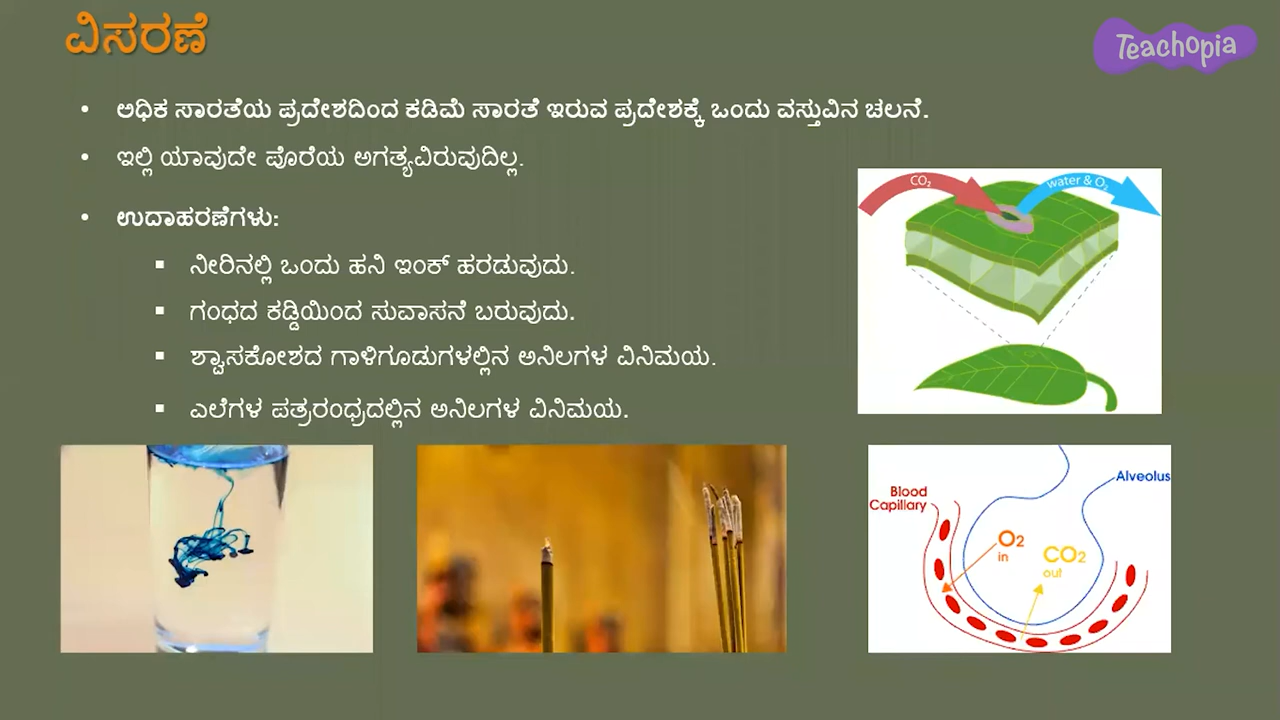 ವಿಸರಣೆ
Teachopia
• ಅಧಿಕ ಸಾರತೆಯ ಪ್ರದೇಶದಿಂದ ಕಡಿಮೆ ಸಾರತೆ ಇರುವ ಪ್ರದೇಶಕ್ಕೆ ಒಂದು ವಸ್ತುವಿನ ಚಲನೆ.
• ಇಲ್ಲಿ ಯಾವುದೇ ಪೊರೆಯ ಅಗತ್ಯವಿರುವುದಿಲ್ಲ.
• ಉದಾಹರಣೆಗಳು:
▪ ನೀರಿನಲ್ಲಿ ಒಂದು ಹನಿ ಇಂಕ್ ಹರಡುವುದು.
▪ ಗಂಧದ ಕಡ್ಡಿಯಿಂದ ಸುವಾಸನೆ ಬರುವುದು.
▪ ಶ್ವಾಸಕೋಶದ ಗಾಳಿಗೂಡುಗಳಲ್ಲಿನ ಅನಿಲಗಳ ವಿನಿಮಯ.
▪ ಎಲೆಗಳ ಪತ್ರರಂಧ್ರದಲ್ಲಿನ ಅನಿಲಗಳ ವಿನಿಮಯ.
CO₂
water & O₂
Alveolus
Blood
Capillary
O2
in
CO2
out